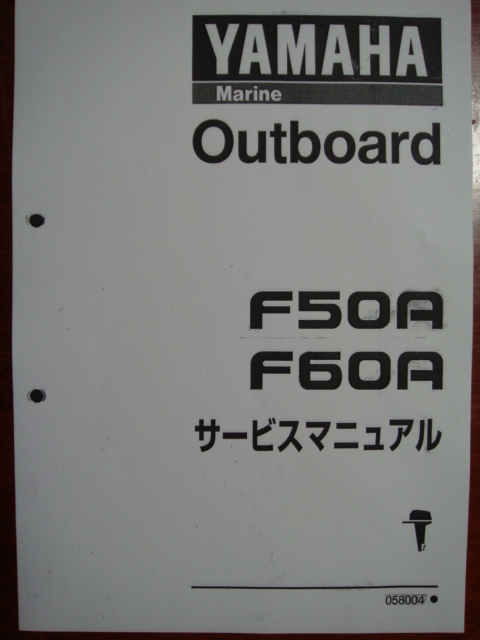 YAMAHA
Marine
Outboard
F50A
F60A
サービスマニュアル
058004